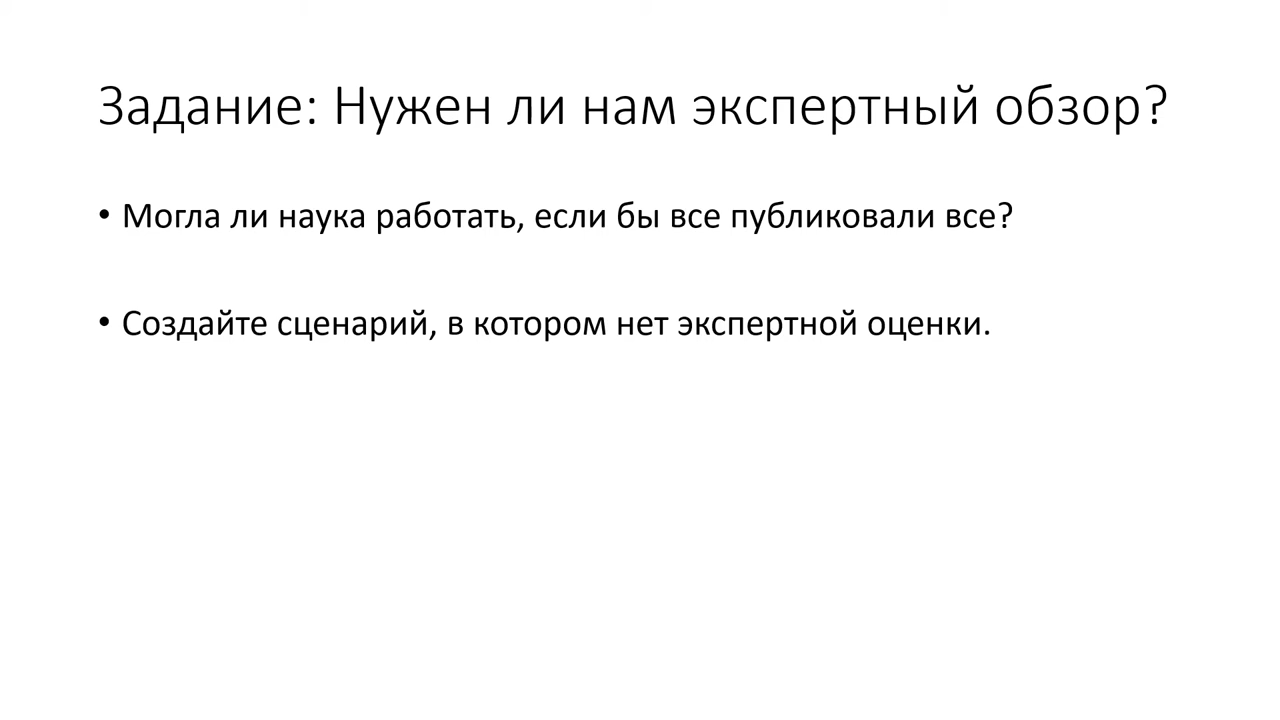 Задание: Нужен ли нам экспертный обзор?
• Могла ли наука работать, если бы все публиковали все?
• Создайте сценарий, в котором нет экспертной оценки.